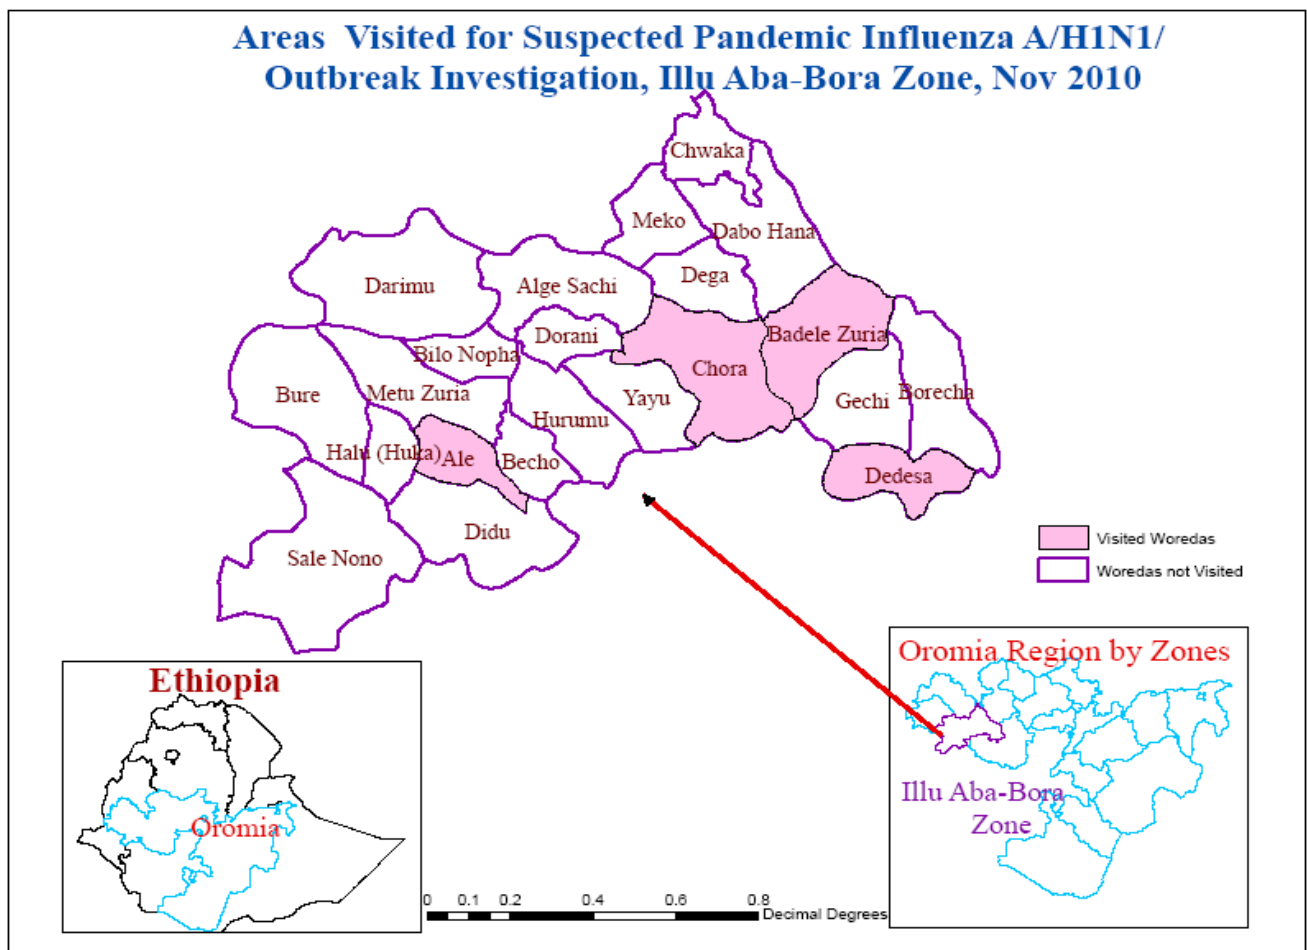 Areas Visited for Suspected Pandemic Influenza A/H1N1/
Outbreak Investigation, Illu Aba-Bora Zone, Nov 2010
Chwaka
Meko
Dabo Hana
Dega
Darimu
Alge Sachi
Dorani
Badele Zuria
Bilo Nopha
Chora
Bure
Metu Zuria
Yayu
Gechi
Borecha
Hurumu
Halu (Huka)
Ale
Becho
Dedesa
Didu
Sale Nono
Visited Woredas
Woredas not Visited
Ethiopia
Oromia
Oromia Region by Zones
Illu Aba-Bora
Zone
0 0.1 0.2 0.4 0.6 0.8
Decimal Degrees